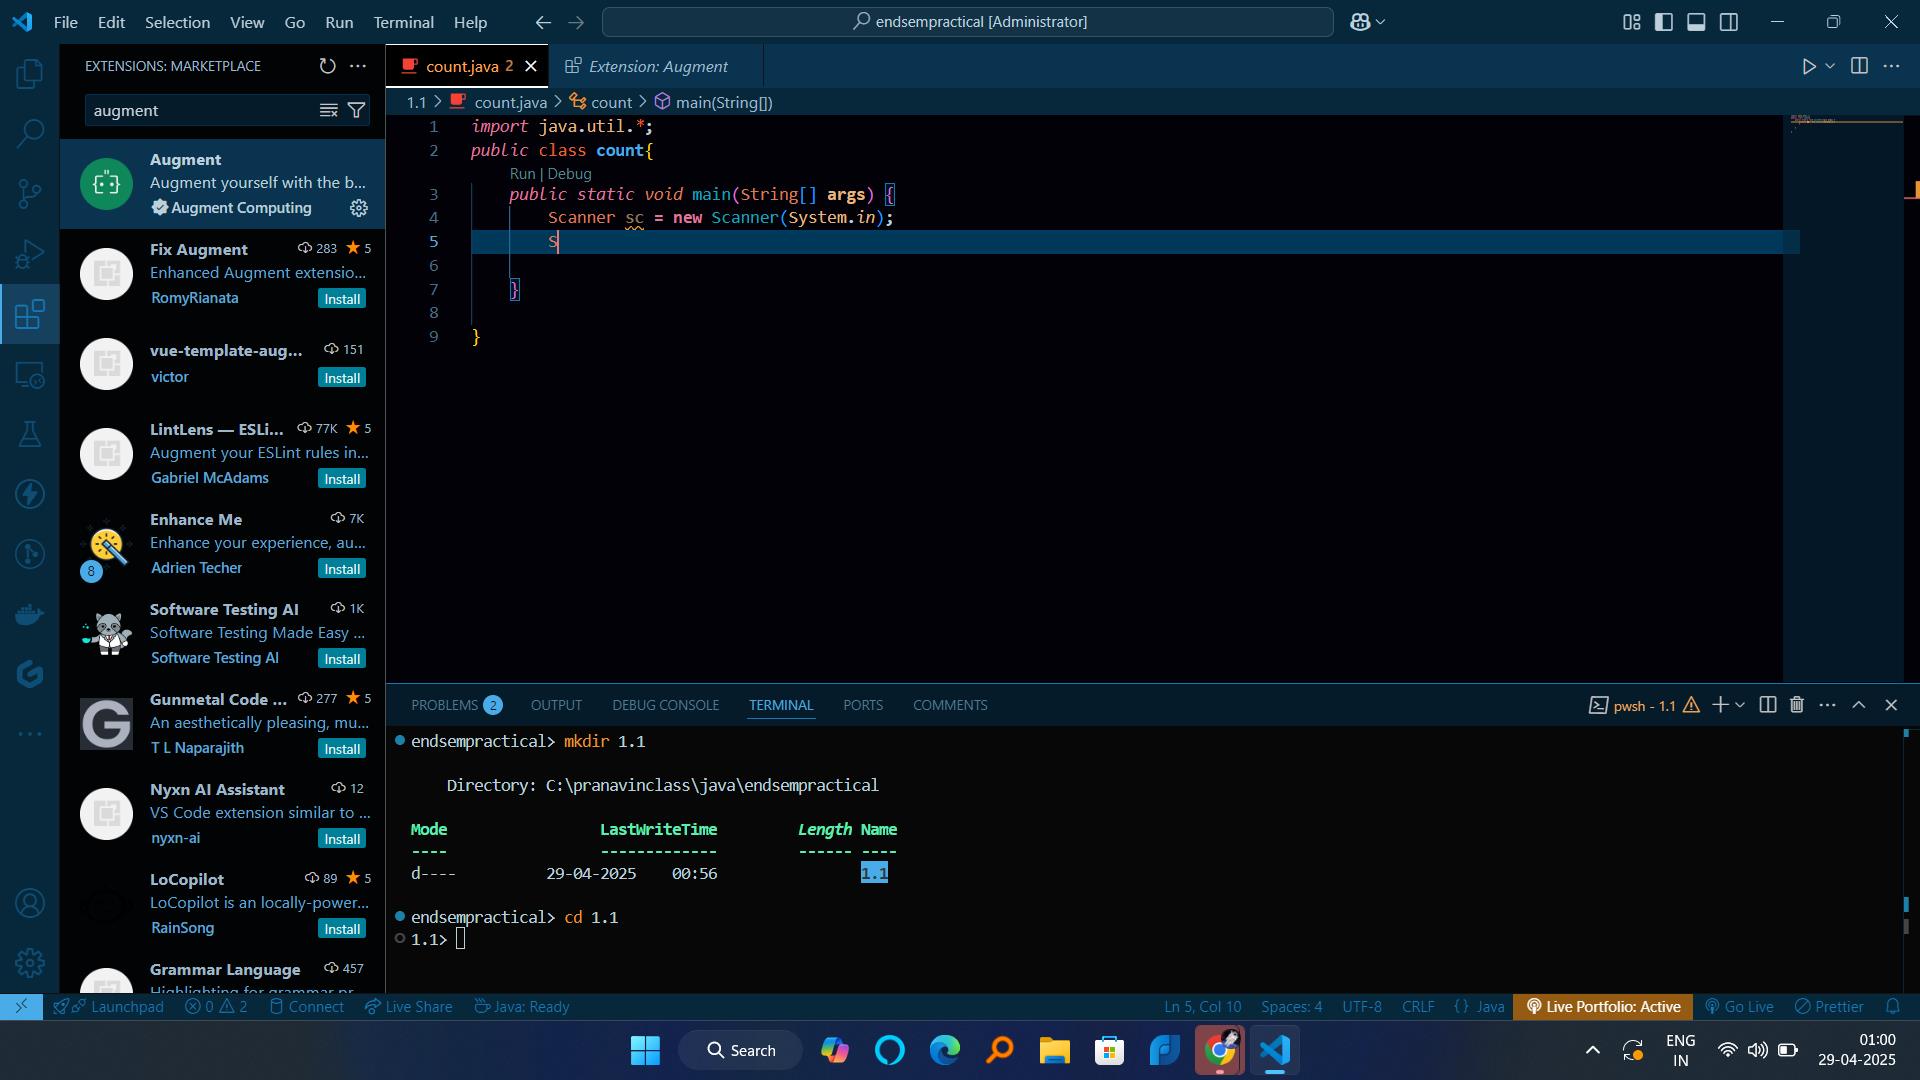 File Edit Selection View Go Run Terminal Help
endsempractical [Administrator]
EXTENSIONS: MARKETPLACE
augment
Augment
Augment yourself with the b...
Augment Computing
Fix Augment 283 5
Enhanced Augment extensio...
RomyRianata Install
vue-template-aug... 151
victor Install
LintLens — ESLi... 77K 5
Augment your ESLint rules in...
Gabriel McAdams Install
Enhance Me 7K
Enhance your experience, au...
8
Adrien Techer Install
Software Testing AI 1K
Software Testing Made Easy ...
Software Testing AI Install
Gunmetal Code ... 277 5
An aesthetically pleasing, mu...
T L Naparajith Install
Nyxn AI Assistant 12
VS Code extension similar to ...
nyxn-ai Install
LoCopilot 89 5
LoCopilot is an locally-power...
RainSong Install
Grammar Language 457
count.java 2
Extension: Augment
1.1 > count.java > count > main(String[])
1 import java.util.*;
2 public class count{
Run | Debug
3 public static void main(String[] args) {
4 Scanner sc = new Scanner(System.in);
5 S
6
7 }
8
9 }
PROBLEMS 2 OUTPUT DEBUG CONSOLE TERMINAL PORTS COMMENTS
pwsh - 1.1
endsempractical> mkdir 1.1
Directory: C:\pranavinclass\java\endsempractical
Mode LastWriteTime Length Name
---- ------------- ------ ----
d---- 29-04-2025 00:56 1.1
endsempractical> cd 1.1
1.1>
Launchpad 0 2 Connect Live Share Java: Ready
Ln 5, Col 10 Spaces: 4 UTF-8 CRLF {} Java Live Portfolio: Active Go Live Prettier
Search
ENG
IN
01:00
29-04-2025